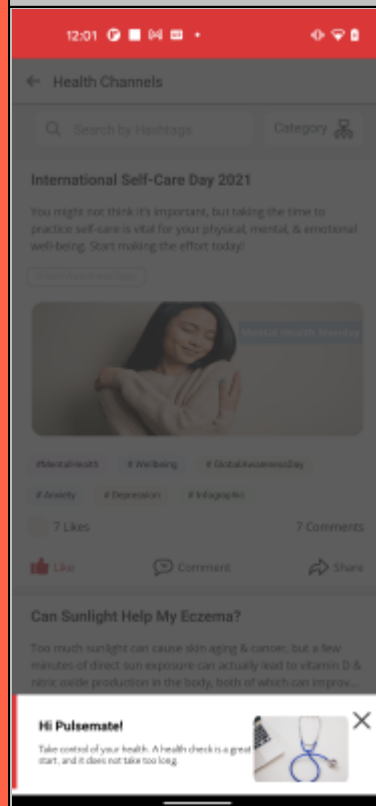 12:01
Health Channels
Search by Hashtags
Category
International Self-Care Day 2021
You might not think it's important, but taking the time to
practice self-care is vital for your physical, mental, & emotional
well-being. Start making the effort today!
Mental Health Monday
#MentalHealth # Wellbeing # GlobalAwarenessDay
# Anxiety # Depression # Infographic
7 Likes 7 Comments
Like Comment Share
Can Sunlight Help My Eczema?
Too much sunlight can cause skin aging & cancer, but a few
minutes of direct sun exposure can actually lead to vitamin D &
nitric oxide production in the body, both of which can improv...
Hi Pulsemate!
Take control of your health. A health check is a great
start, and it does not take too long.